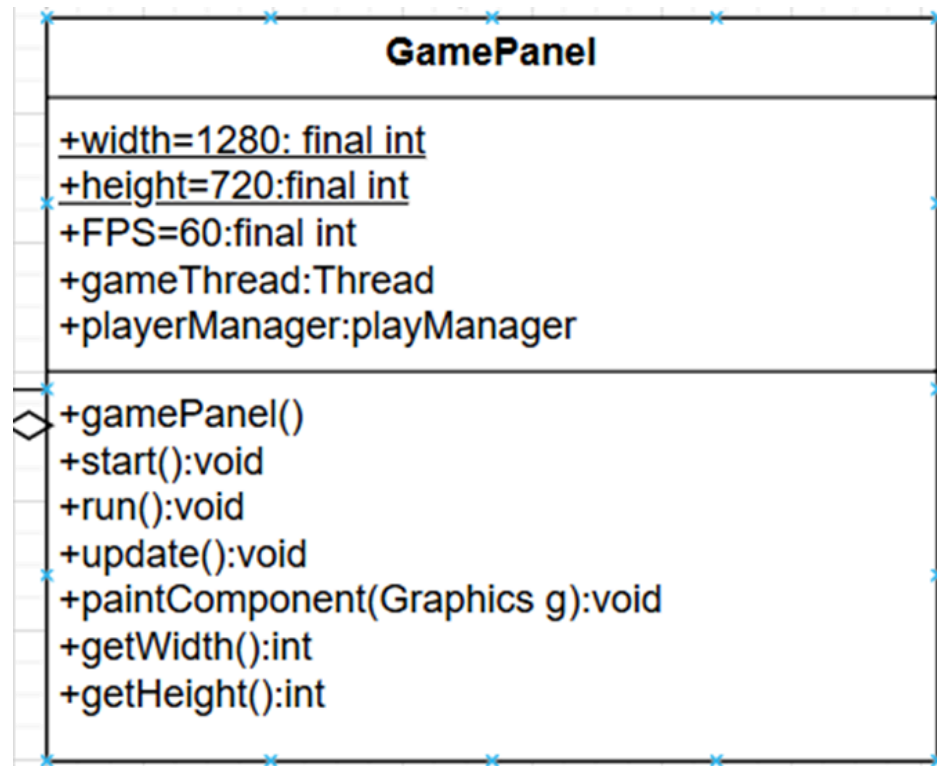 GamePanel
+width=1280: final int
+height=720:final int
+FPS=60:final int
+gameThread:Thread
+playerManager:playManager
+gamePanel()
+start():void
+run():void
+update():void
+paintComponent(Graphics g):void
+getWidth():int
+getHeight():int